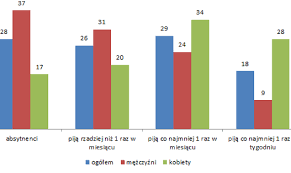 37
28
17
26
31
20
29
24
34
18
9
28
absytnenci
piją rzadziej niż 1 raz w
miesiącu
piją co najmniej 1 raz w
miesiącu
piją co najmniej 1 raz w
tygodniu
ogółem
mężczyźni
kobiety